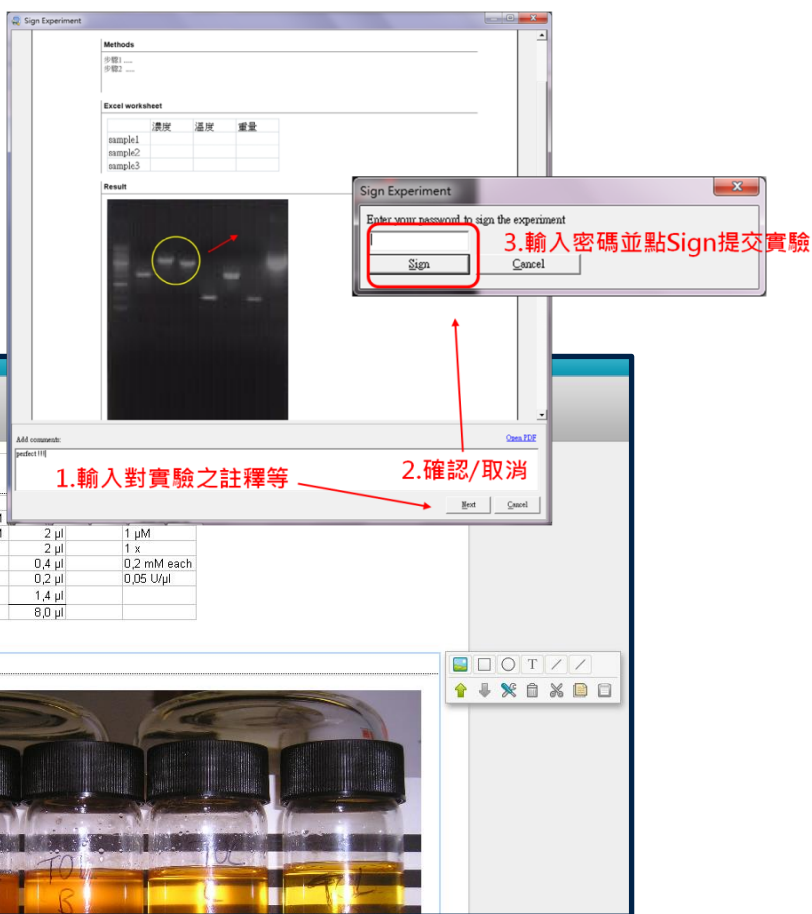 Sign Experiment
Methods
步驟1 ....
步驟2 ....
Excel worksheet
濃度 溫度 重量
sample1
sample2
sample3
Result
Sign Experiment
Enter your password to sign the experiment
3.輸入密碼並點Sign提交實驗
Sign Cancel
Add comments: Open PDF
perfect !!!
1.輸入對實驗之註釋等
2.確認/取消
Next Cancel
2 µl 1 µM
2 µl 1 x
0,4 µl 0,2 mM each
0,2 µl 0,05 U/µl
1,4 µl
8,0 µl
T
TO
B
TOL